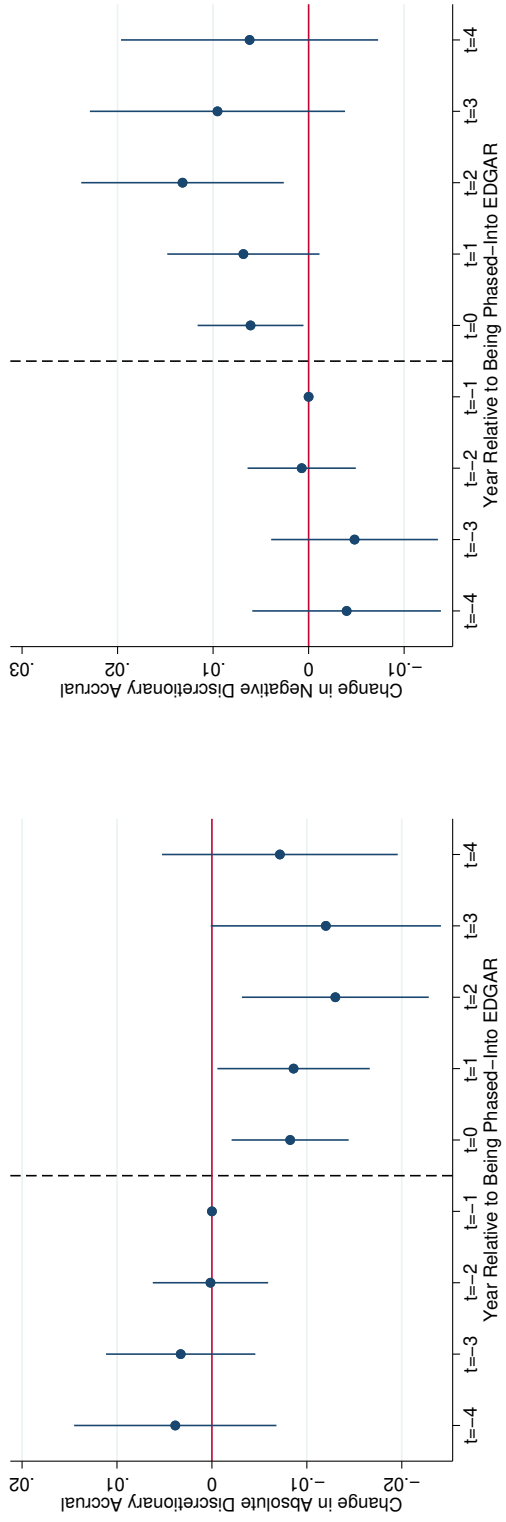 Change in Absolute Discretionary Accrual
.02
.01
0
−.01
−.02
t=−4
t=−3
t=−2
t=−1
t=0
t=1
t=2
t=3
t=4
Year Relative to Being Phased−Into EDGAR
Change in Negative Discretionary Accrual
.03
.02
.01
0
−.01
t=−4
t=−3
t=−2
t=−1
t=0
t=1
t=2
t=3
t=4
Year Relative to Being Phased−Into EDGAR